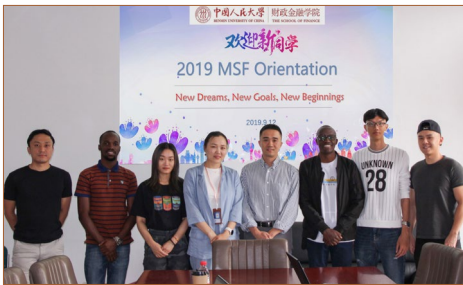 中国人民大學 财政金融学院
RENMIN UNIVERSITY OF CHINA THE SCHOOL OF FINANCE
欢迎新同学
2019 MSF Orientation
New Dreams, New Goals, New Beginnings
2019.9.12
UNKNOWN
28